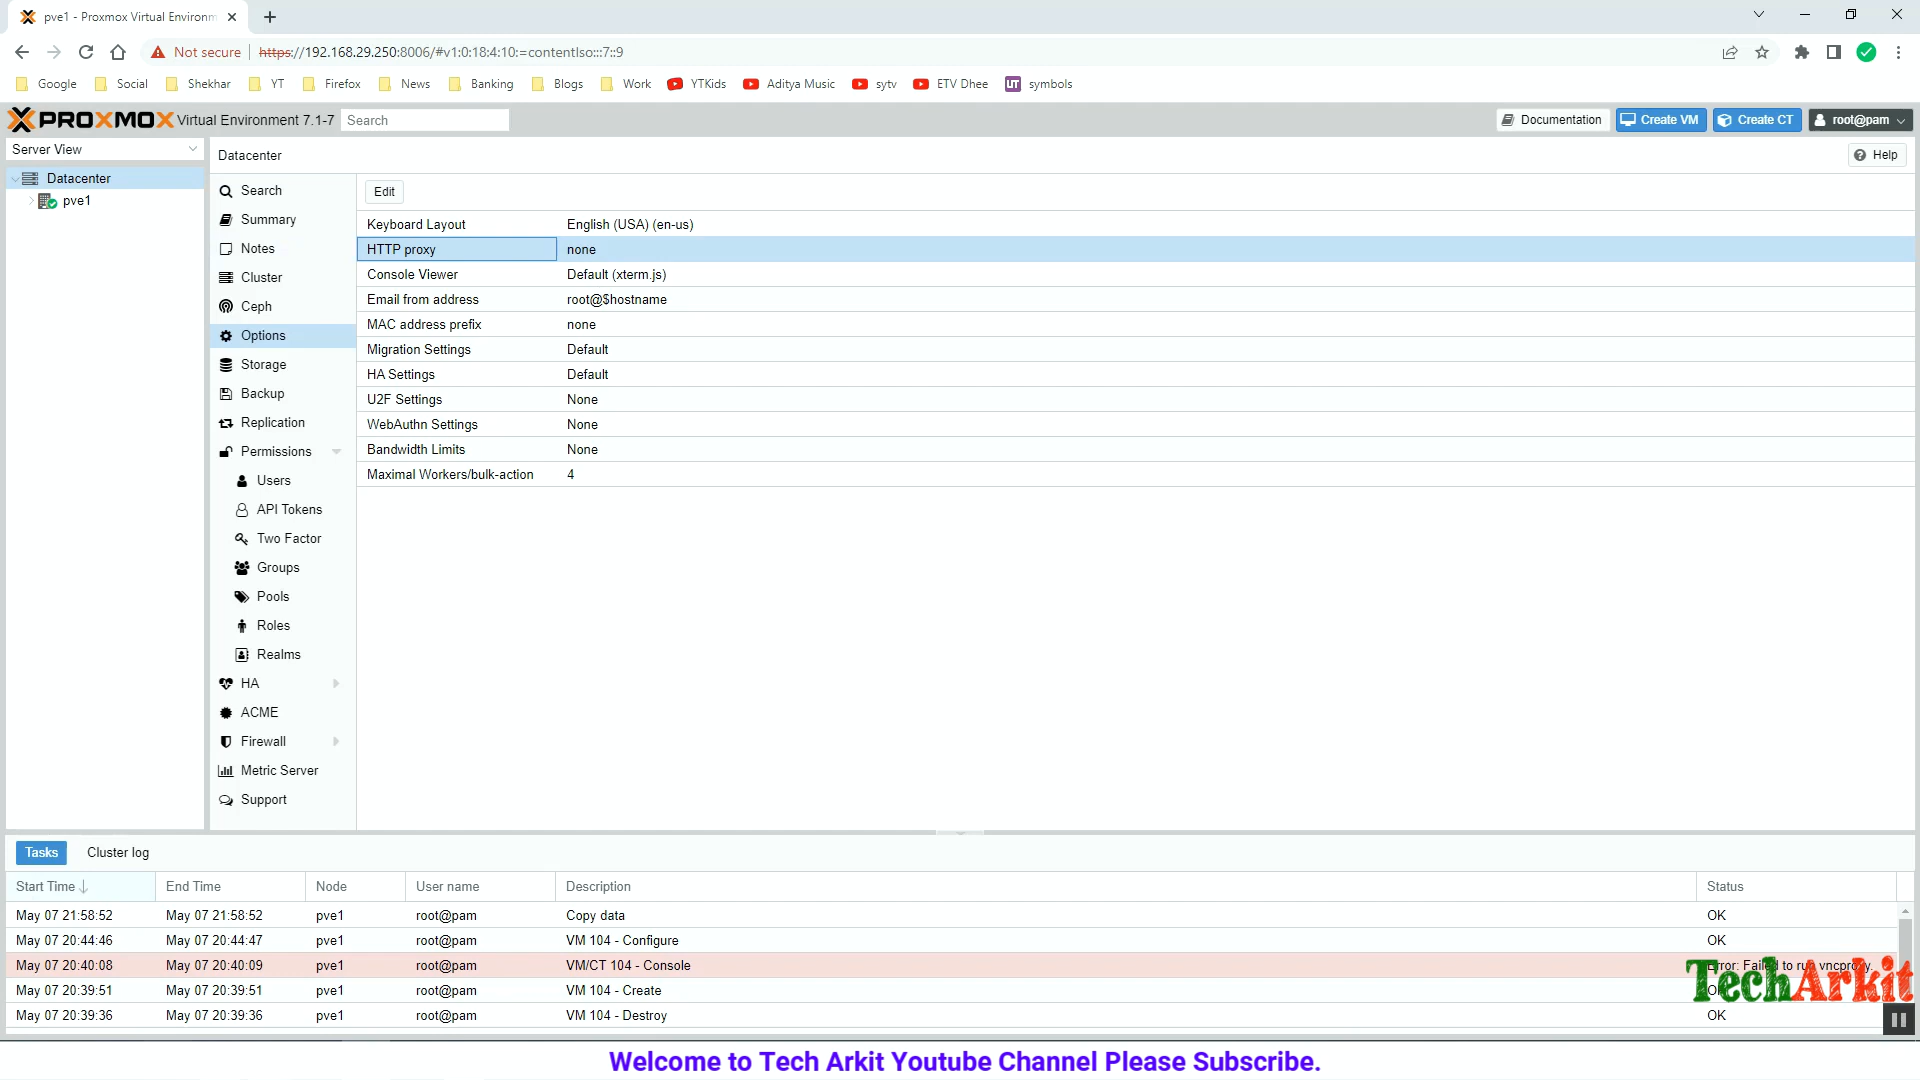 pve1 - Proxmox Virtual Environm
Not secure https://192.168.29.250:8006/#v1:0:18:4:10:=contentIso:::7::9
Google Social Shekhar YT Firefox News Banking Blogs Work YTKids Aditya Music sytv ETV Dhee UT symbols
PROXMOX Virtual Environment 7.1-7 Search Documentation Create VM Create CT root@pam
Server View
Datacenter
pve1
Datacenter Help
Search
Summary
Notes
Cluster
Ceph
Options
Storage
Backup
Replication
Permissions
Users
API Tokens
Two Factor
Groups
Pools
Roles
Realms
HA
ACME
Firewall
Metric Server
Support
Edit
Keyboard Layout English (USA) (en-us)
HTTP proxy none
Console Viewer Default (xterm.js)
Email from address root@$hostname
MAC address prefix none
Migration Settings Default
HA Settings Default
U2F Settings None
WebAuthn Settings None
Bandwidth Limits None
Maximal Workers/bulk-action 4
Tasks Cluster log
Start Time End Time Node User name Description Status
May 07 21:58:52 May 07 21:58:52 pve1 root@pam Copy data OK
May 07 20:44:46 May 07 20:44:47 pve1 root@pam VM 104 - Configure OK
May 07 20:40:08 May 07 20:40:09 pve1 root@pam VM/CT 104 - Console Error: Failed to run vncproxy.
May 07 20:39:51 May 07 20:39:51 pve1 root@pam VM 104 - Create OK
May 07 20:39:36 May 07 20:39:36 pve1 root@pam VM 104 - Destroy OK
TechArkit
Welcome to Tech Arkit Youtube Channel Please Subscribe.